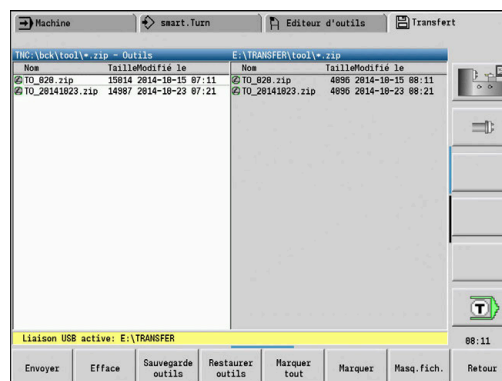 Machine
smart.Turn
Editeur d'outils
Transfert
TNC:\bck\tool\*.zip - Outils
E:\TRANSFER\tool\*.zip
Nom TailleModifié le
Nom TailleModifié le
TO_820.zip 15014 2014-10-15 07:11
TO_820.zip 4096 2014-10-15 08:11
TO_20141023.zip 14987 2014-10-23 07:21
TO_20141023.zip 4096 2014-10-23 08:21
T
Liaison USB active: E:\TRANSFER
08:11
Envoyer
Efface
Sauvegarde outils
Restaurer outils
Marquer tout
Marquer
Masq.fich.
Retour